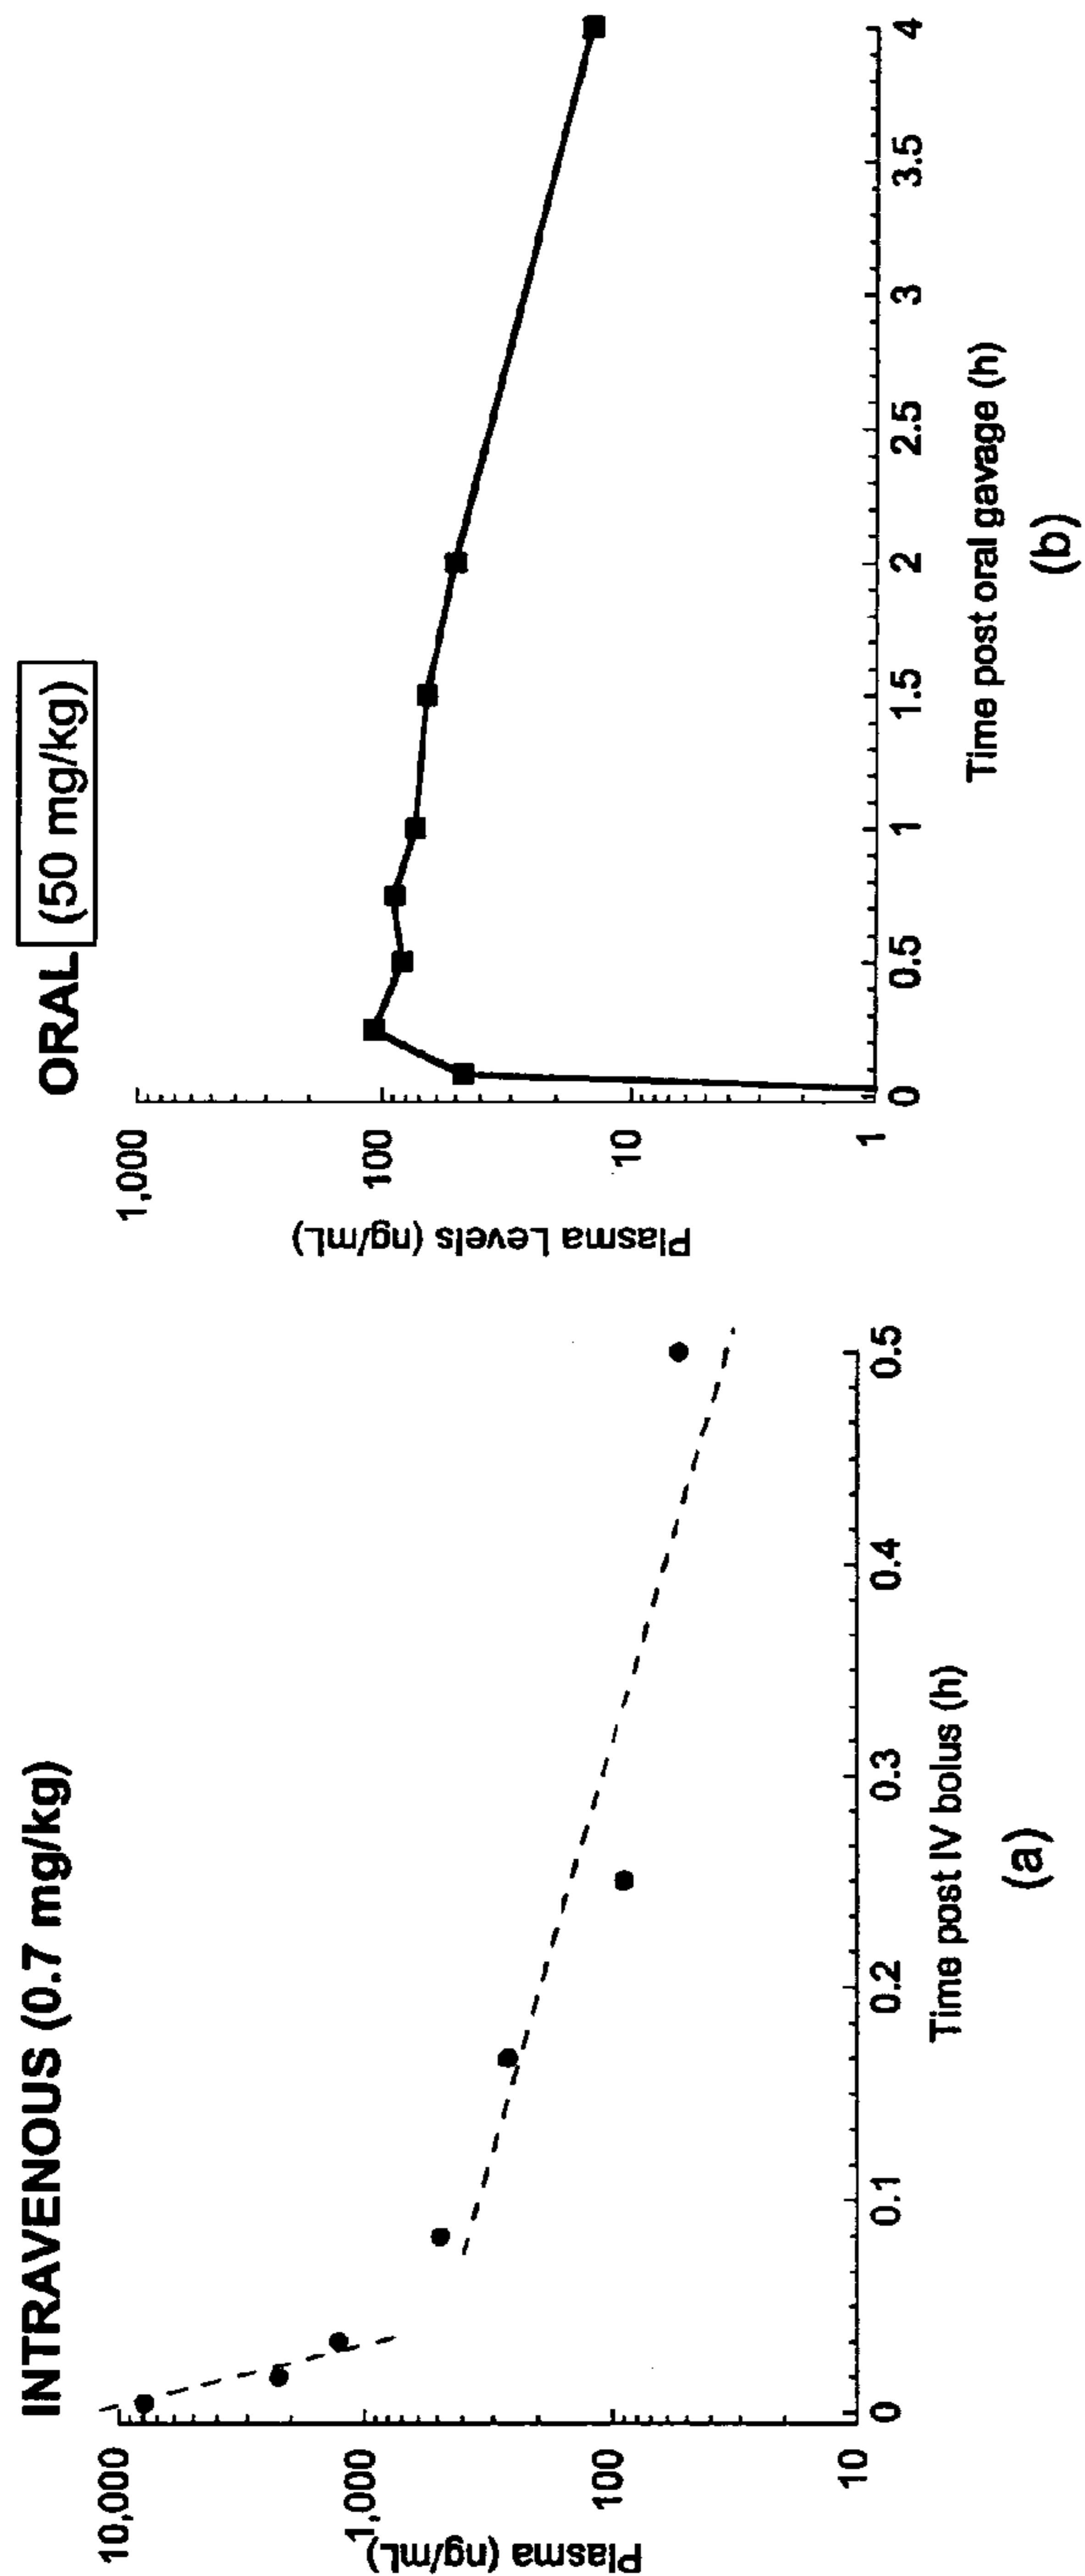 INTRAVENOUS (0.7 mg/kg)
10,000
1,000
100
10
Plasma (ng/mL)
0
0.1
0.2
0.3
0.4
0.5
Time post IV bolus (h)
(a)
ORAL (50 mg/kg)
1,000
100
10
1
Plasma Levels (ng/mL)
0
0.5
1
1.5
2
2.5
3
3.5
4
Time post oral gavage (h)
(b)